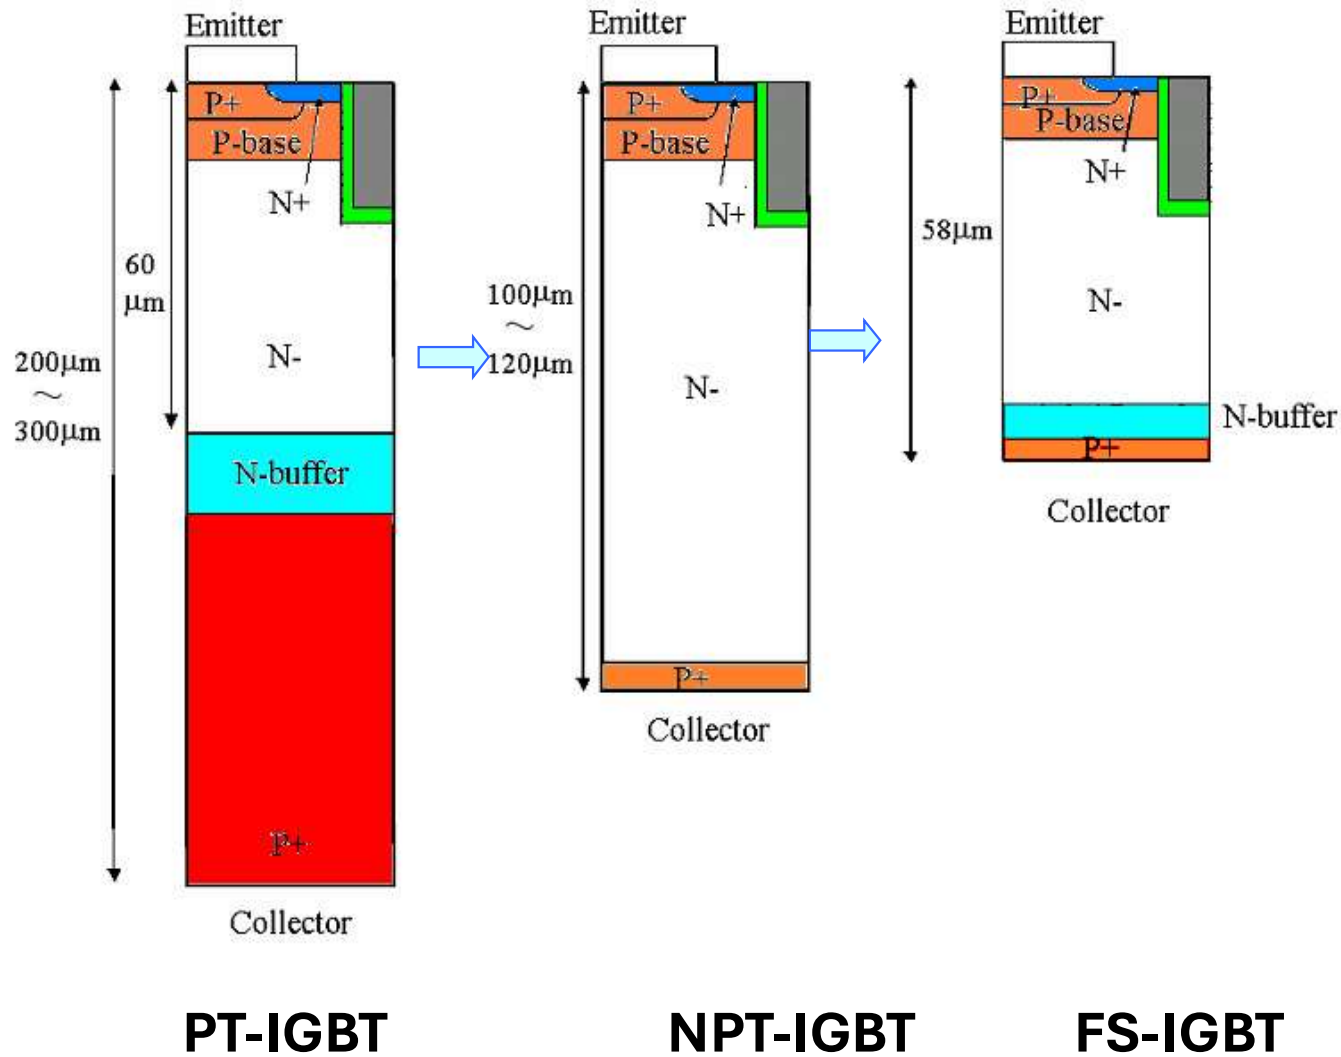 Emitter
P+
P-base
N+
60
μm
N-
200μm
~
300μm
N-buffer
P+
Collector
PT-IGBT
Emitter
P+
P-base
N+
100μm
~
120μm
N-
P+
Collector
NPT-IGBT
Emitter
P+
P-base
N+
58μm
N-
N-buffer
P+
Collector
FS-IGBT